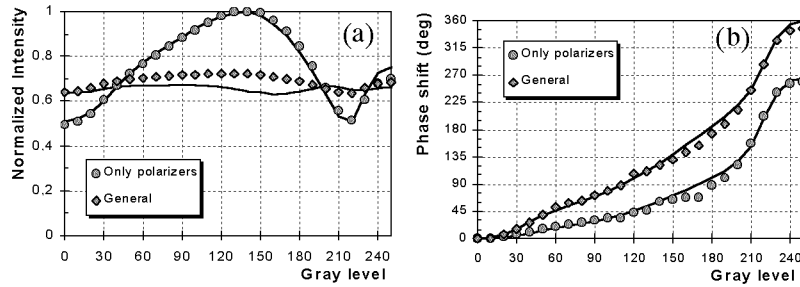 (a)
Normalized Intensity
1
0.8
0.6
0.4
0.2
0
Only polarizers
General
0 30 60 90 120 150 180 210 240
Gray level
(b)
Phase shift (deg)
360
315
270
225
180
135
90
45
0
Only polarizers
General
0 30 60 90 120 150 180 210 240
Gray level